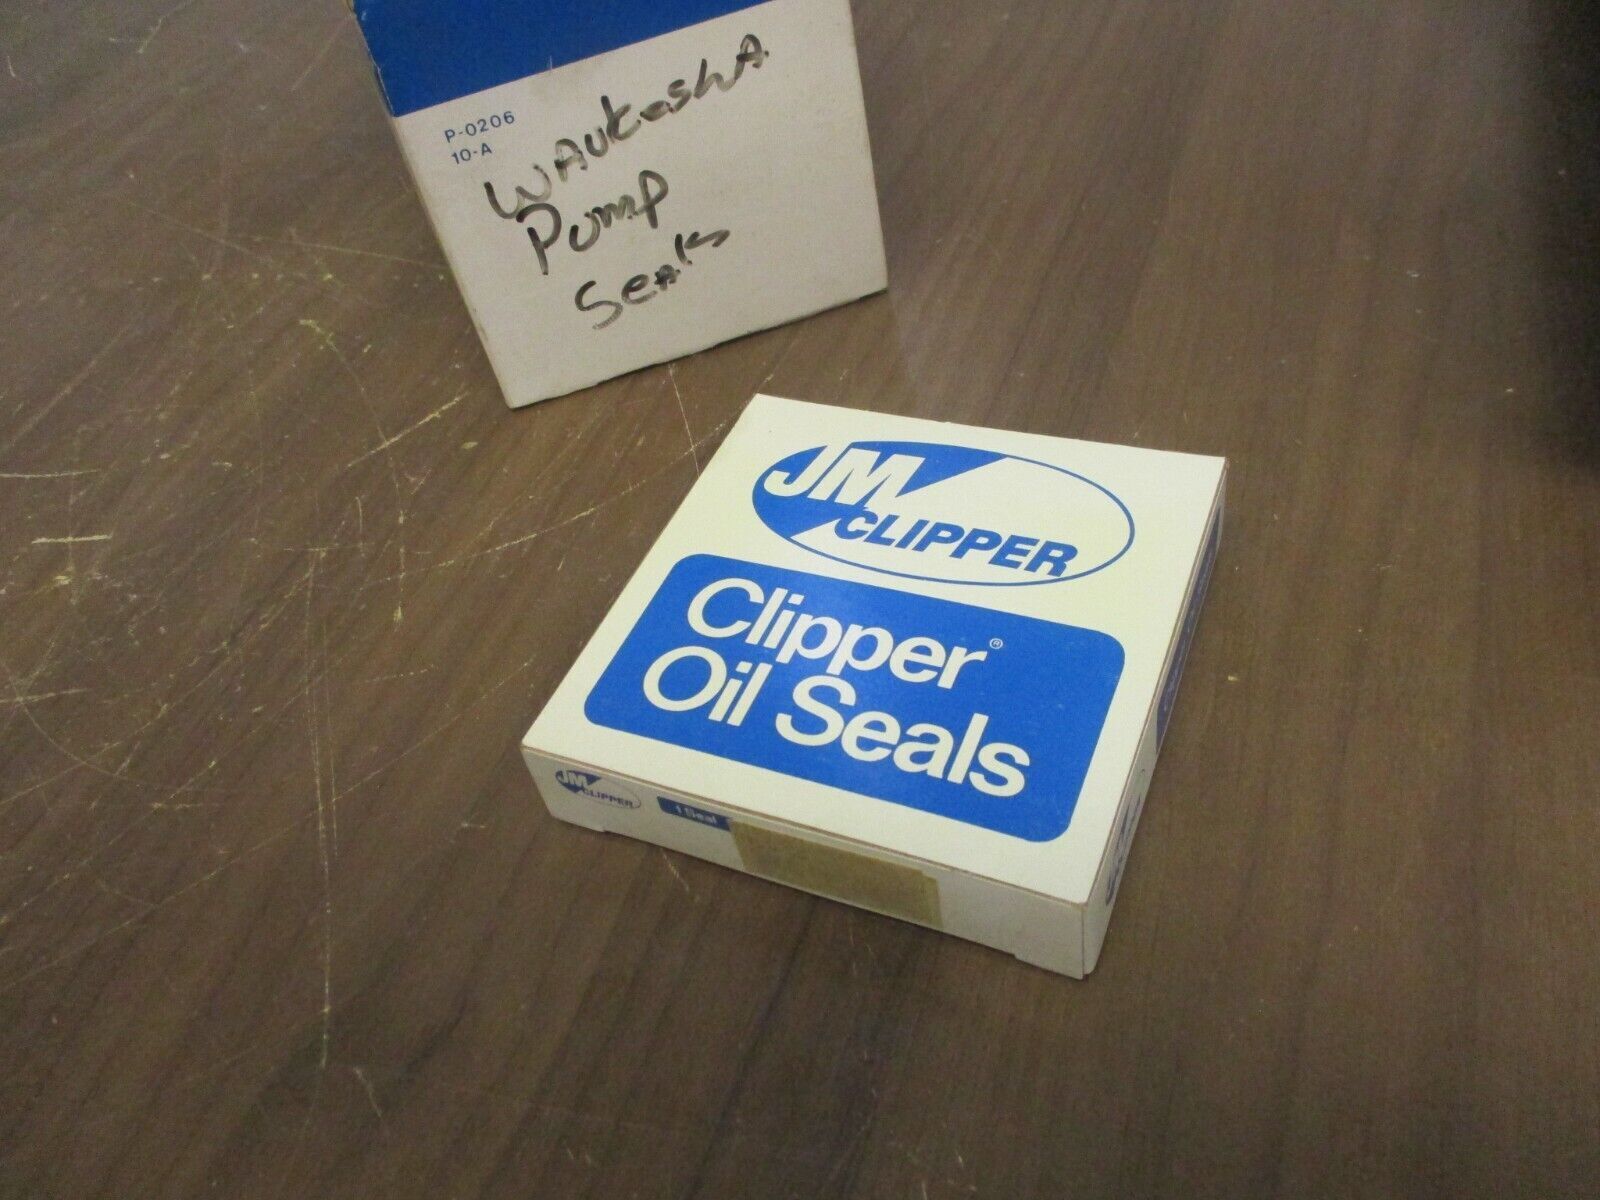 P-0206
10-A
WAUKeshA
Pump
SeAls
JM
CLIPPER
Clipper®
Oil Seals
JM
CLIPPER
1 Seal